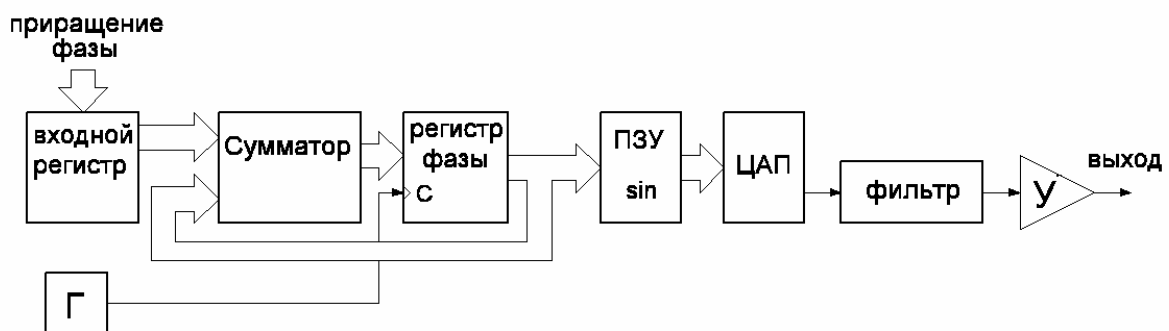 приращение
фазы
входной
регистр
Сумматор
регистр
фазы
С
ПЗУ
sin
ЦАП
фильтр
У
выход
Г